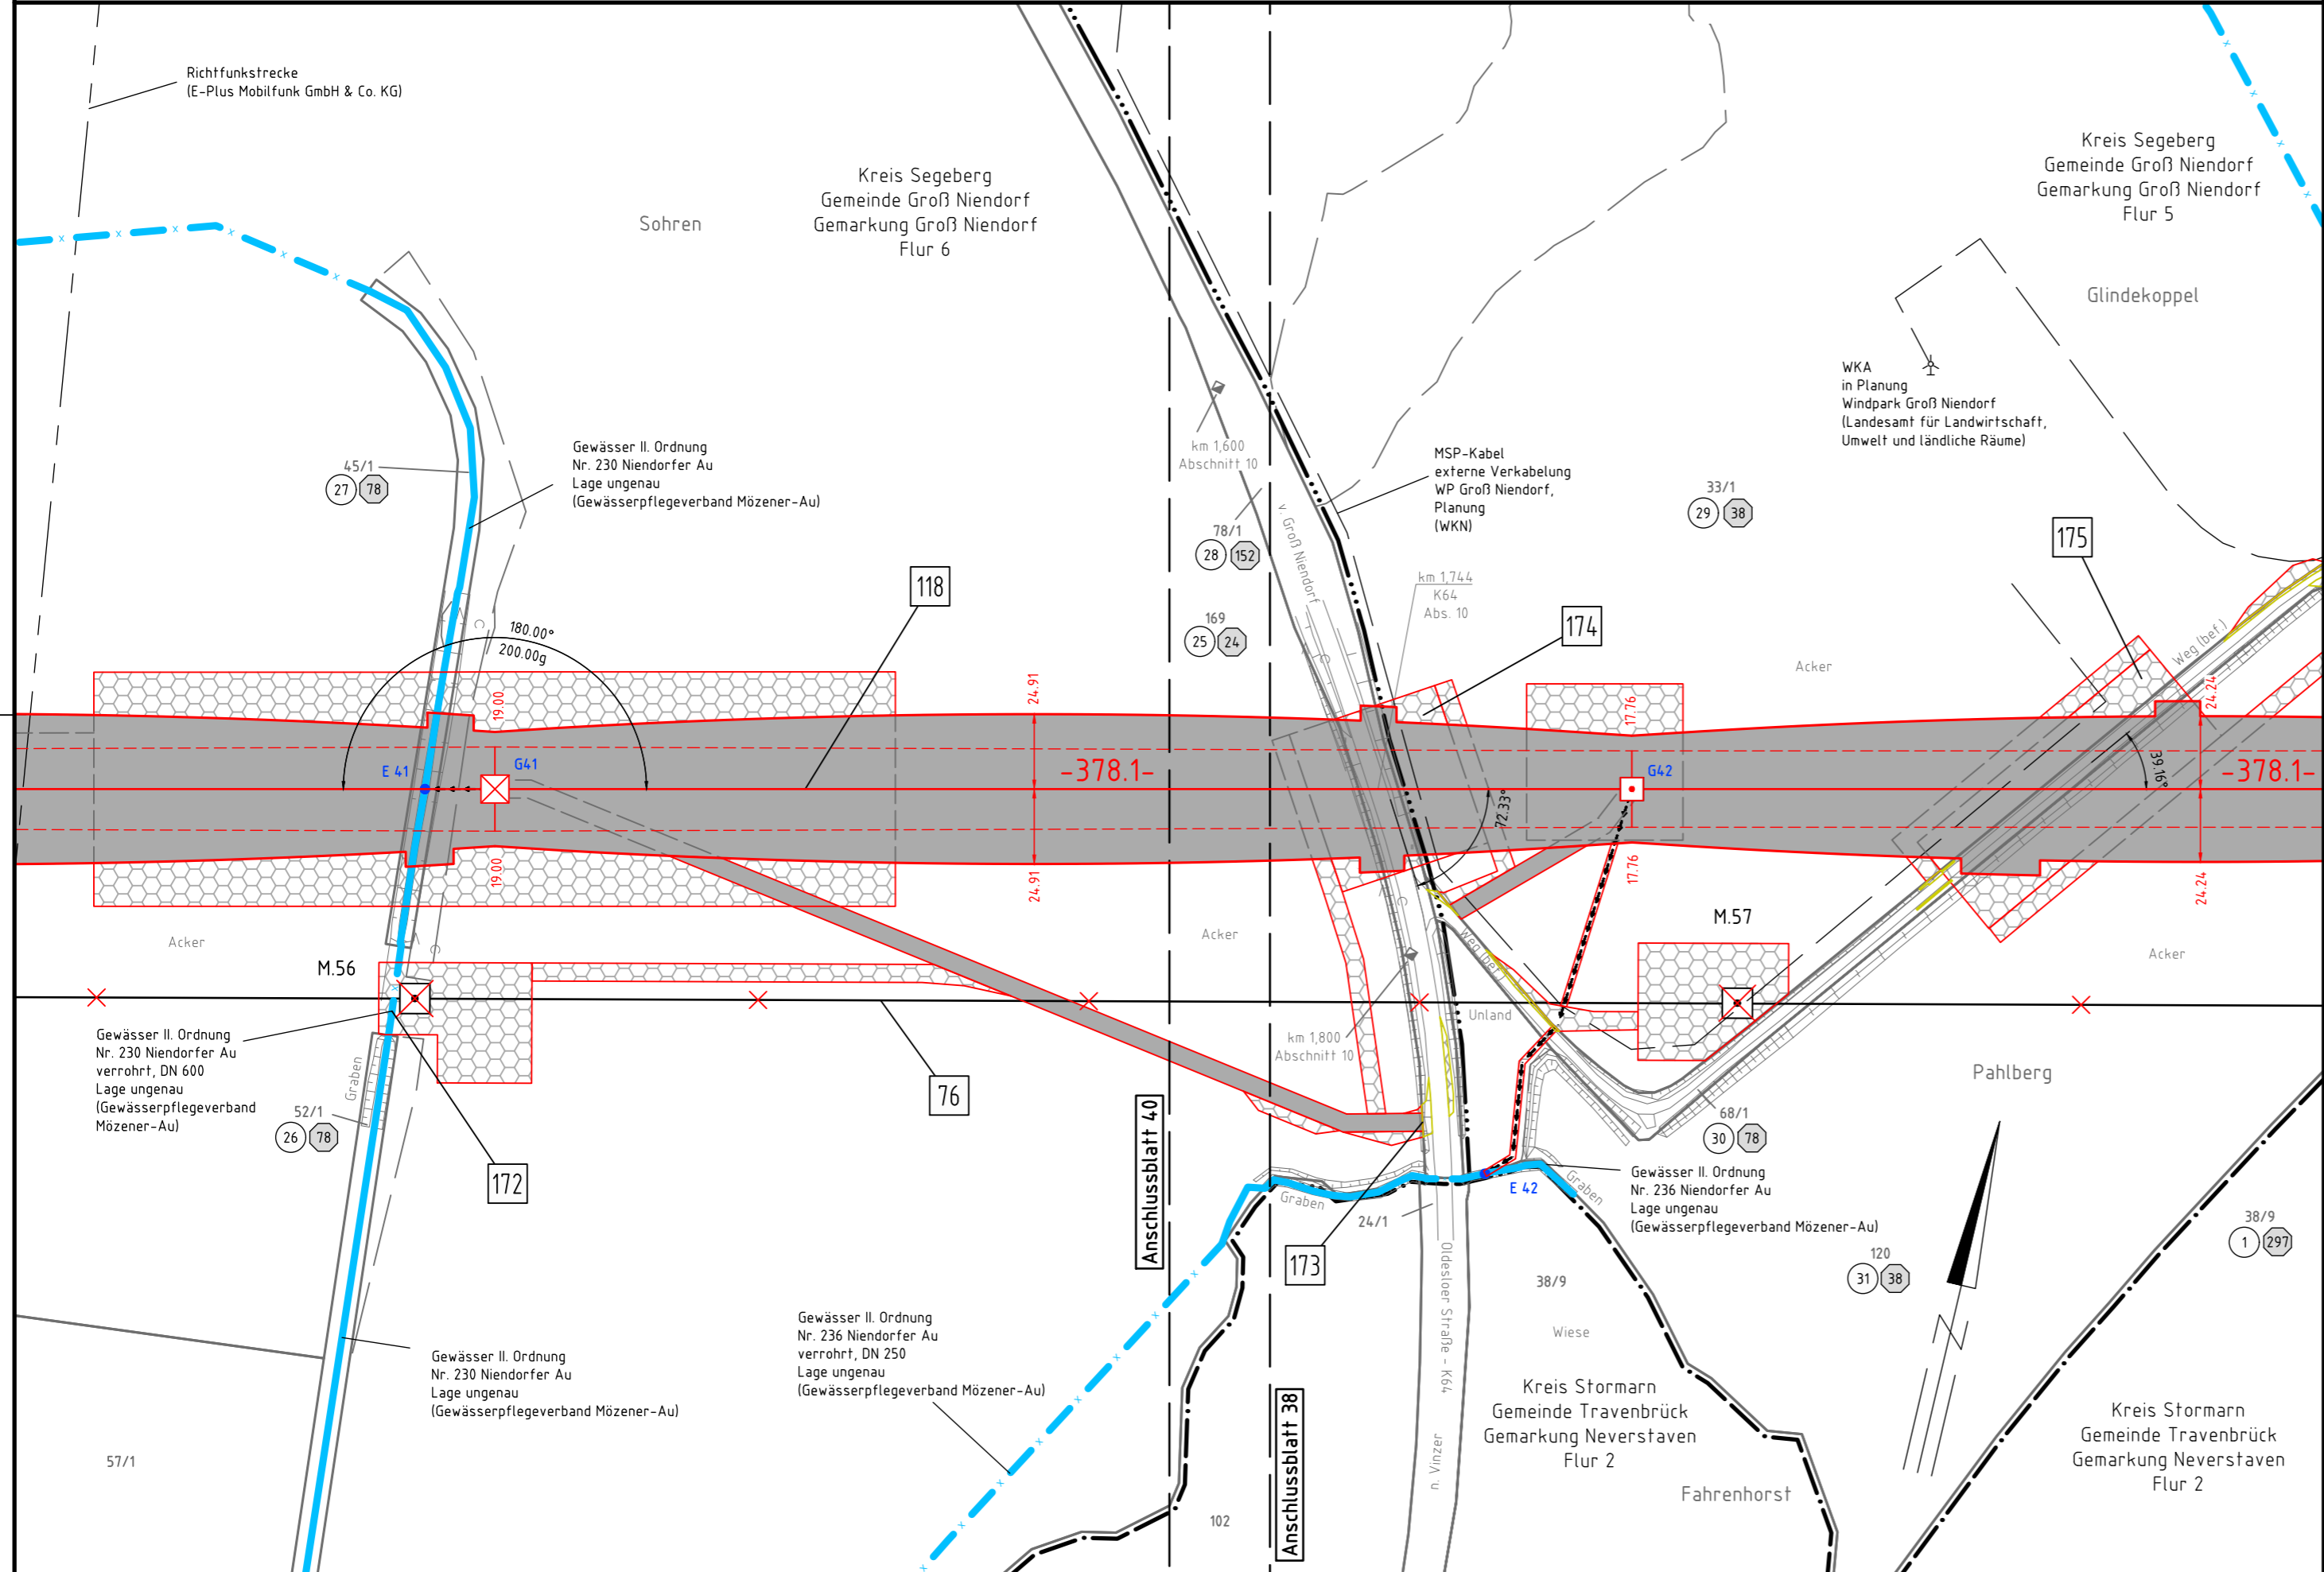 Richtfunkstrecke
(E-Plus Mobilfunk GmbH & Co. KG)
Sohren
Kreis Segeberg
Gemeinde Groß Niendorf
Gemarkung Groß Niendorf
Flur 6
Kreis Segeberg
Gemeinde Groß Niendorf
Gemarkung Groß Niendorf
Flur 5
Glindekoppel
WKA
in Planung
Windpark Groß Niendorf
(Landesamt für Landwirtschaft,
Umwelt und ländliche Räume)
45/1
27 78
Gewässer II. Ordnung
Nr. 230 Niendorfer Au
Lage ungenau
(Gewässerpflegeverband Mözener-Au)
km 1,600
Abschnitt 10
MSP-Kabel
externe Verkabelung
WP Groß Niendorf,
Planung
(WKN)
33/1
29 38
78/1
28 152
v. Groß Niendorf
175
118
km 1,744
K64
Abs. 10
169
25 24
174
180.00°
200.00g
Acker
Weg (bef.)
19.00
24.91
17.76
24.24
E 41
G41
-378.1-
G42
39.16°
-378.1-
72.33°
19.00
24.91
17.76
24.24
Acker
M.56
Acker
Weg (bef.)
M.57
Acker
Unland
Gewässer II. Ordnung
Nr. 230 Niendorfer Au
verrohrt, DN 600
Lage ungenau
(Gewässerpflegeverband
Mözener-Au)
Graben
52/1
26 78
172
76
km 1,800
Abschnitt 10
Pahlberg
68/1
30 78
Anschlussblatt 40
Graben
24/1
173
E 42
Graben
Gewässer II. Ordnung
Nr. 236 Niendorfer Au
Lage ungenau
(Gewässerpflegeverband Mözener-Au)
38/9
1 297
120
31 38
38/9
Wiese
Oldesloer Straße - K64
n. Vinzer
Gewässer II. Ordnung
Nr. 236 Niendorfer Au
verrohrt, DN 250
Lage ungenau
(Gewässerpflegeverband Mözener-Au)
Gewässer II. Ordnung
Nr. 230 Niendorfer Au
Lage ungenau
(Gewässerpflegeverband Mözener-Au)
57/1
102
Anschlussblatt 38
Kreis Stormarn
Gemeinde Travenbrück
Gemarkung Neverstaven
Flur 2
Fahrenhorst
Kreis Stormarn
Gemeinde Travenbrück
Gemarkung Neverstaven
Flur 2
N